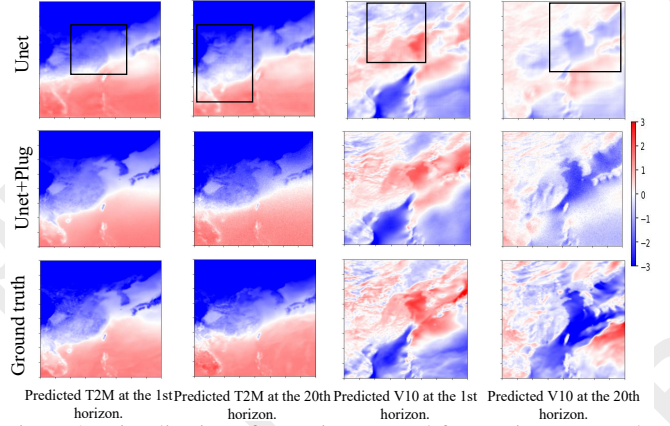 Unet
Unet+Plug
Ground truth
3
2
1
0
−1
−2
−3
Predicted T2M at the 1st horizon.
Predicted T2M at the 20th horizon.
Predicted V10 at the 1st horizon.
Predicted V10 at the 20th horizon.